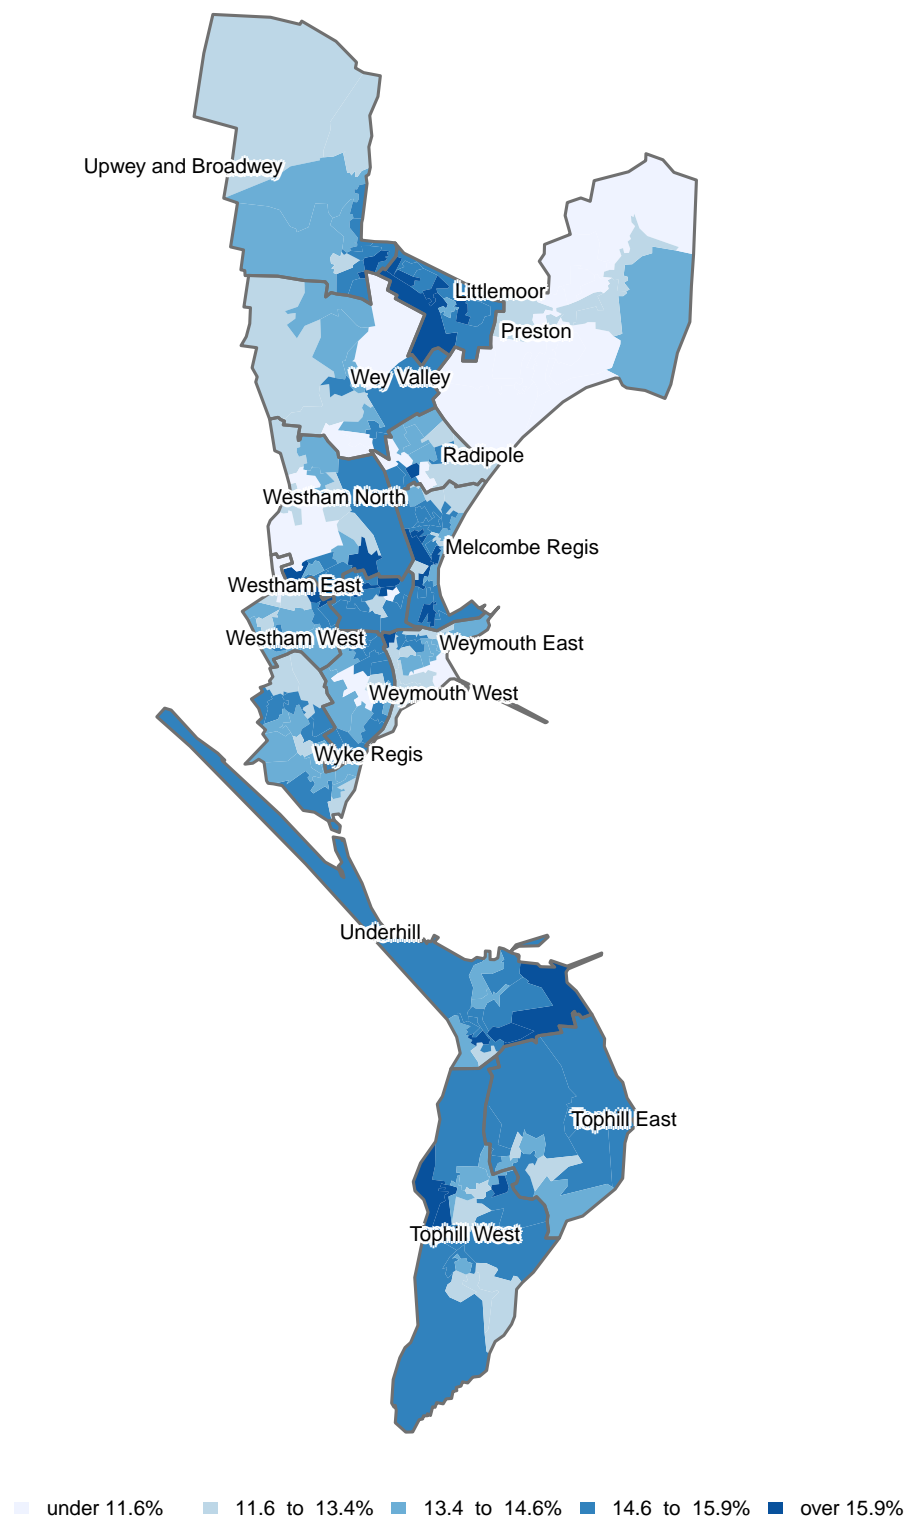 Upwey and Broadwey
Littlemoor
Preston
Wey Valley
Radipole
Westham North
Melcombe Regis
Westham East
Westham West
Weymouth East
Weymouth West
Wyke Regis
Underhill
Tophill East
Tophill West
under 11.6% 11.6 to 13.4% 13.4 to 14.6% 14.6 to 15.9% over 15.9%